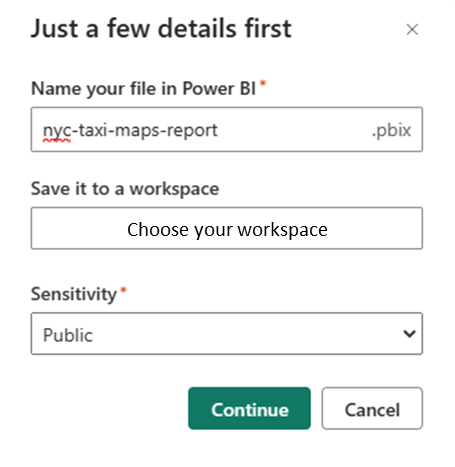 Just a few details first
Name your file in Power BI*
nyc-taxi-maps-report .pbix
Save it to a workspace
Choose your workspace
Sensitivity*
Public
Continue Cancel